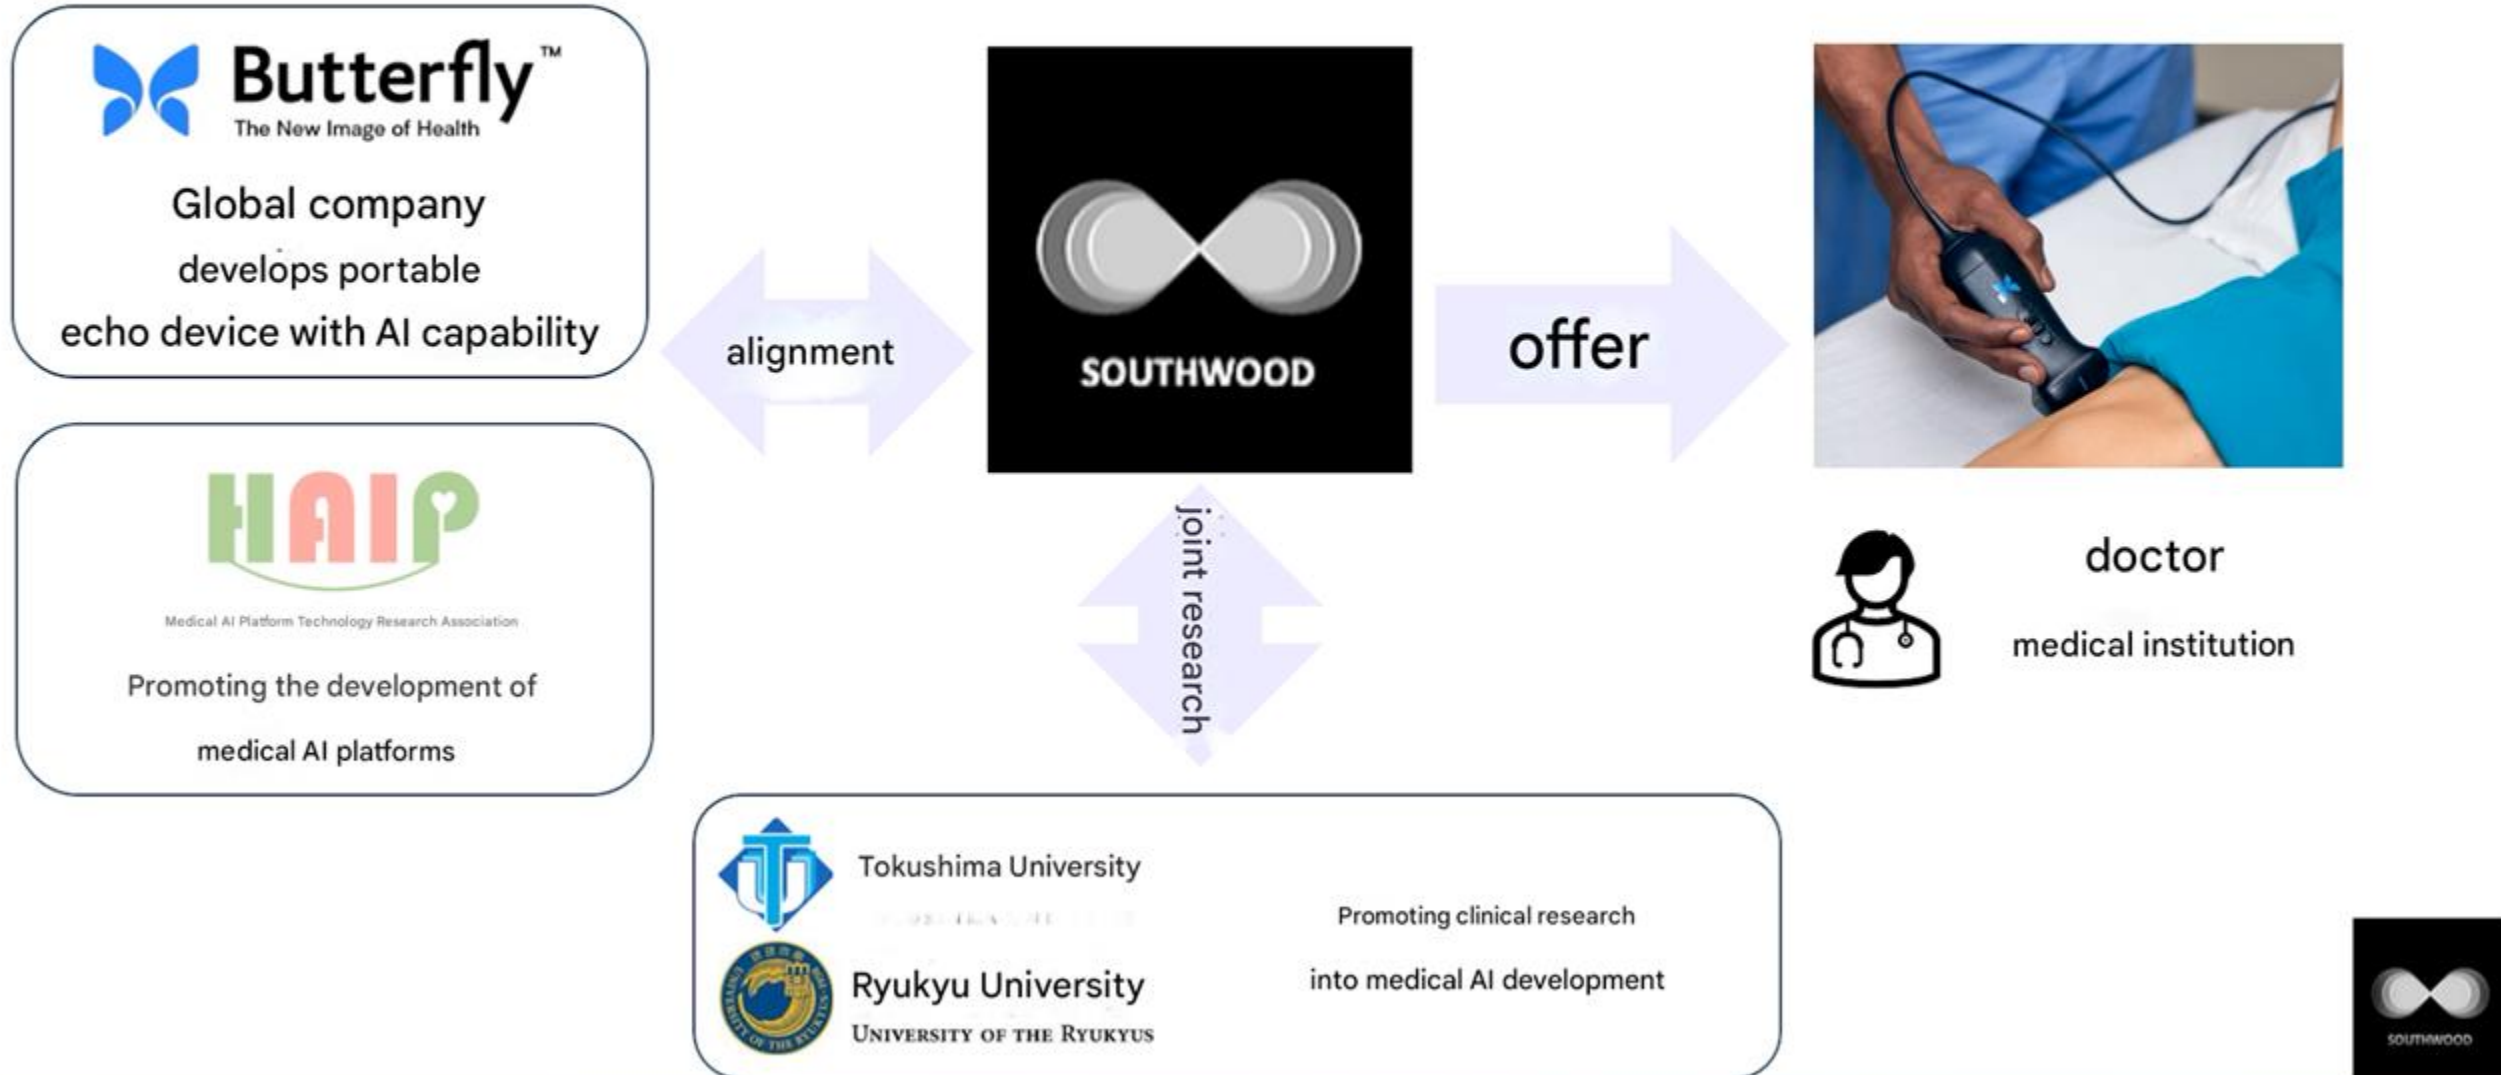 Butterfly™
The New Image of Health
Global company
develops portable
echo device with AI capability
HAIP
Medical AI Platform Technology Research Association
Promoting the development of
medical AI platforms
alignment
SOUTHWOOD
offer
joint research
doctor
medical institution
Tokushima University
Ryukyu University
UNIVERSITY OF THE RYUKYUS
Promoting clinical research
into medical AI development
SOUTHWOOD